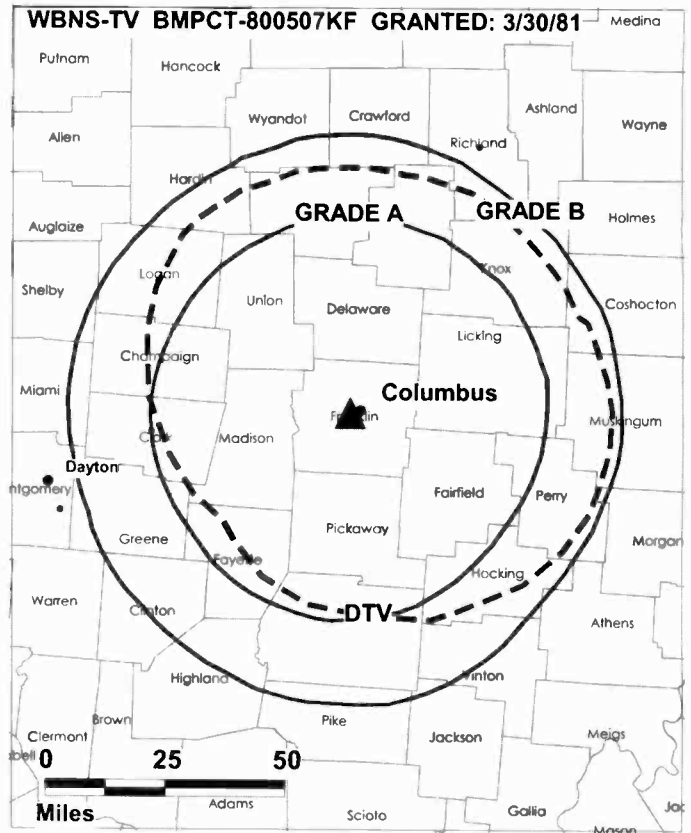 WBNS-TV BMPCT-800507KF GRANTED: 3/30/81
Medina
Putnam
Hancock
Wyandot
Crawford
Ashland
Wayne
Allen
Richland
Hardin
GRADE A
GRADE B
Holmes
Auglaize
Logan
Knox
Shelby
Union
Delaware
Coshocton
Licking
Champaign
Miami
Columbus
Franklin
Muskingum
Clark
Madison
Dayton
ntgomery
Fairfield
Perry
Pickaway
Greene
Morgan
Fayette
Hocking
Warren
Clinton
DTV
Athens
Highland
Vinton
Brown
Pike
Clermont
Jackson
Meigs
bell
0 25 50
Miles
Adams
Scioto
Gallia
Mason
Jac